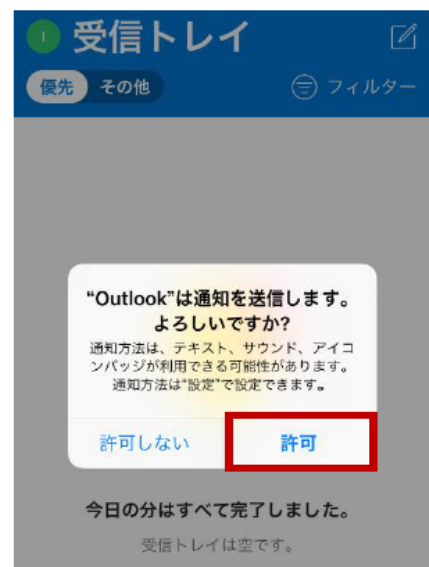 I 受信トレイ
優先 その他 フィルター
“Outlook”は通知を送信します。
よろしいですか?
通知方法は、テキスト、サウンド、アイコ
ンバッジが利用できる可能性があります。
通知方法は“設定”で設定できます。
許可しない 許可
今日の分はすべて完了しました。
受信トレイは空です。